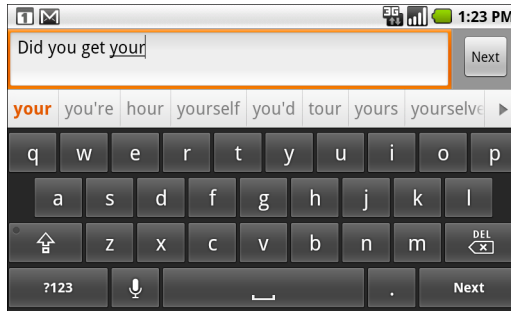 1 3G 1:23 PM
Did you get your
Next
your you're hour yourself you'd tour yours yourselve
q w e r t y u i o p
a s d f g h j k l
z x c v b n m DEL
?123 . Next